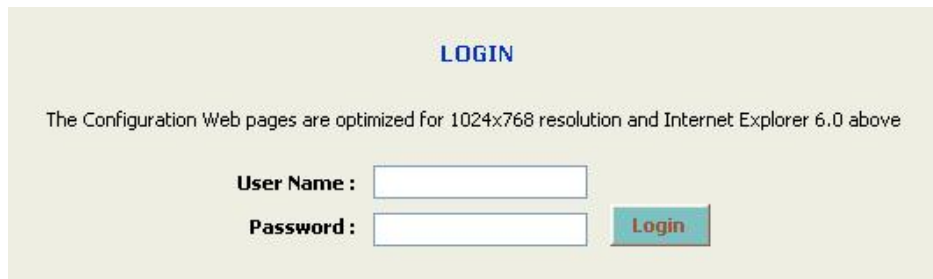 LOGIN
The Configuration Web pages are optimized for 1024x768 resolution and Internet Explorer 6.0 above
User Name :
Password :
Login